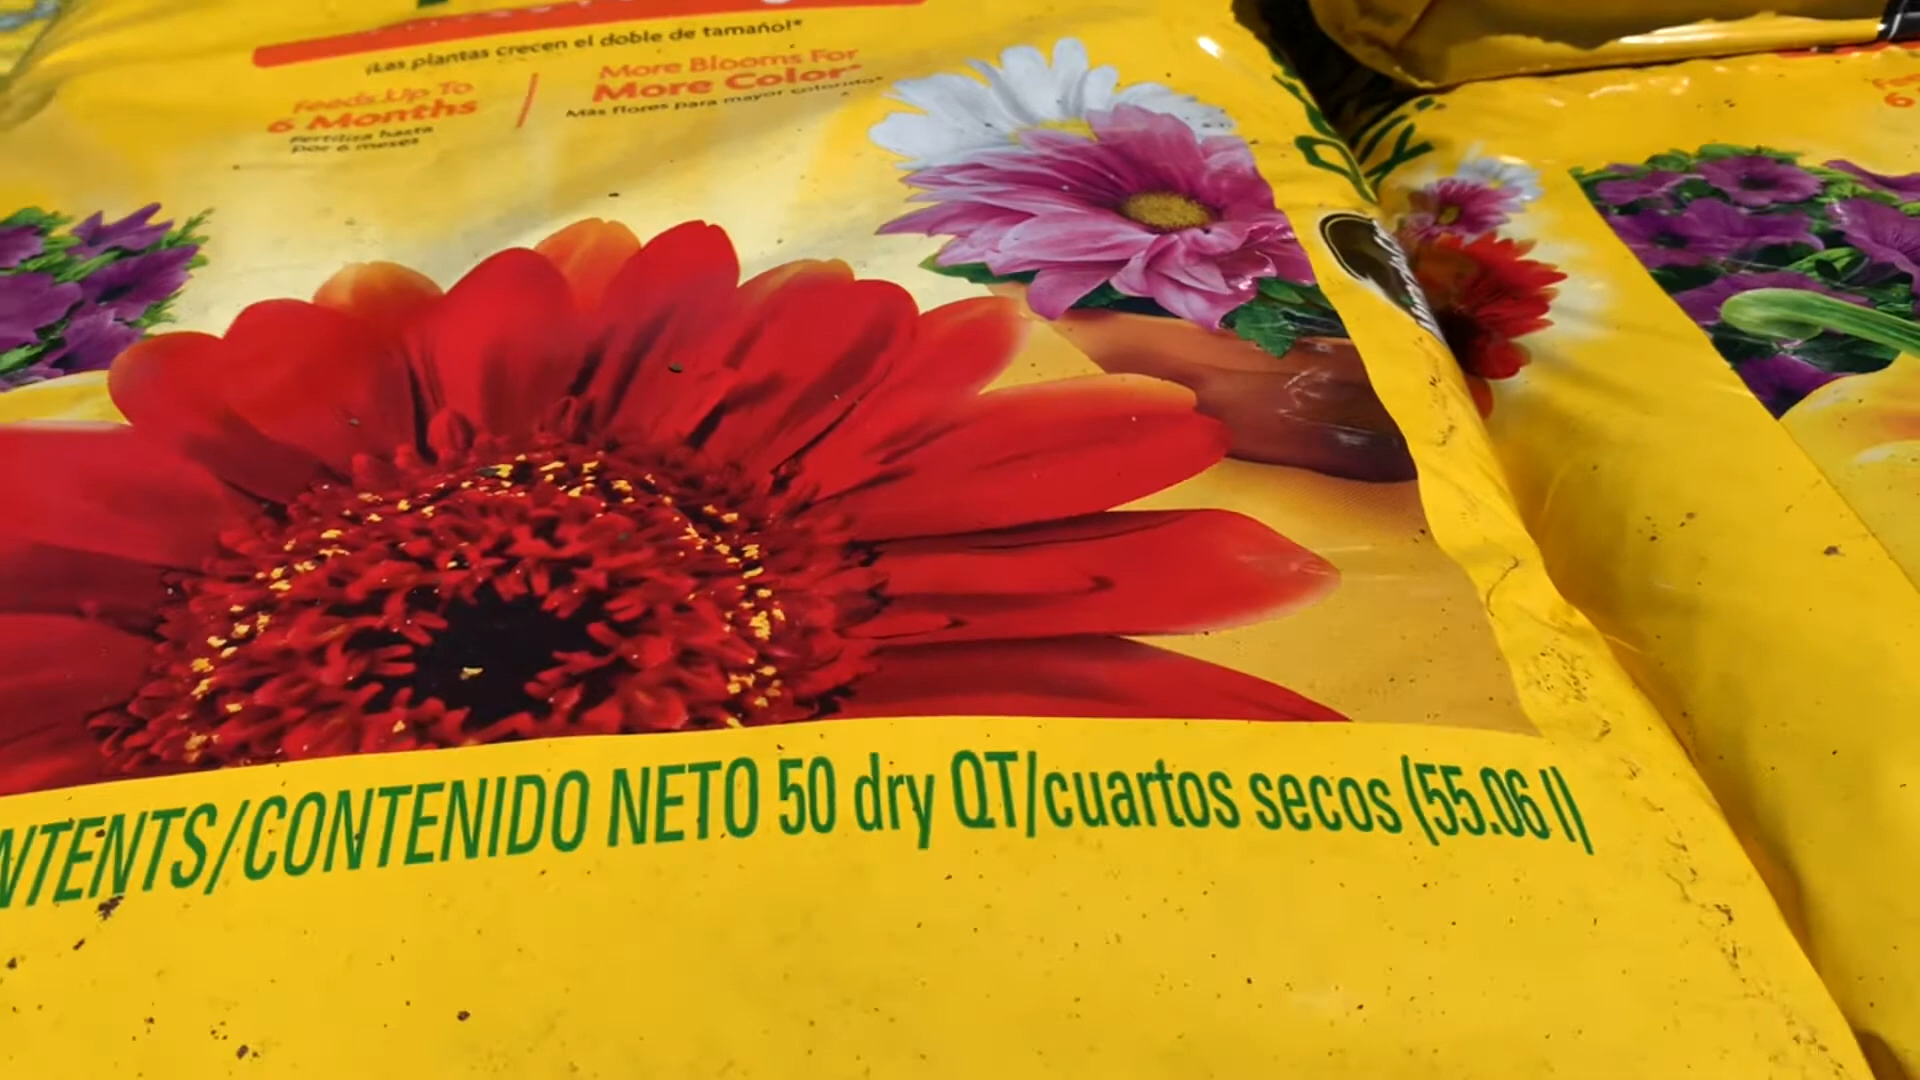 ¡Las plantas crecen el doble de tamaño!*
Feeds Up To
6 Months
Fertiliza hasta
por 6 meses
More Blooms For
More Color*
Más flores para mayor colorido*
NTENTS/CONTENIDO NETO 50 dry QT/cuartos secos (55.06 l)
6